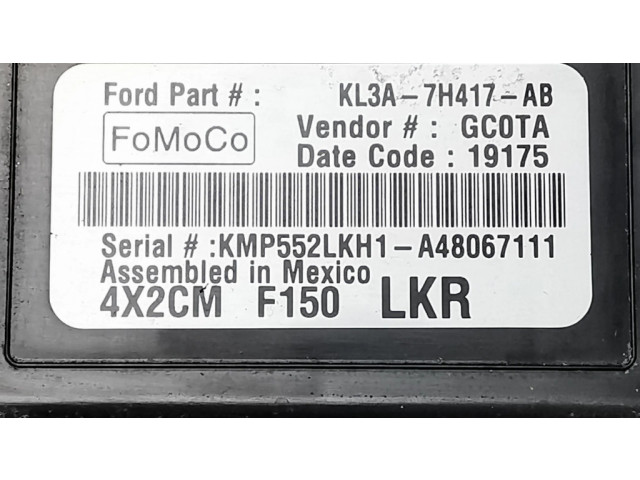 Ford Part # : KL3A-7H417-AB
FoMoCo
Vendor # : GC0TA
Date Code : 19175
Serial # :KMP552LKH1-A48067111
Assembled in Mexico
4X2CM F150 LKR